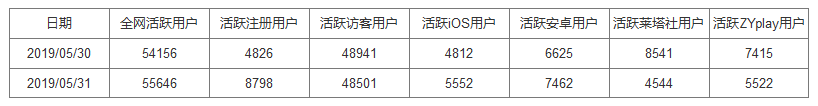 日期 全网活跃用户 活跃注册用户 活跃访客用户 活跃iOS用户 活跃安卓用户 活跃莱塔社用户 活跃ZYplay用户
2019/05/30 54156 4826 48941 4812 6625 8541 7415
2019/05/31 55646 8798 48501 5552 7462 4544 5522